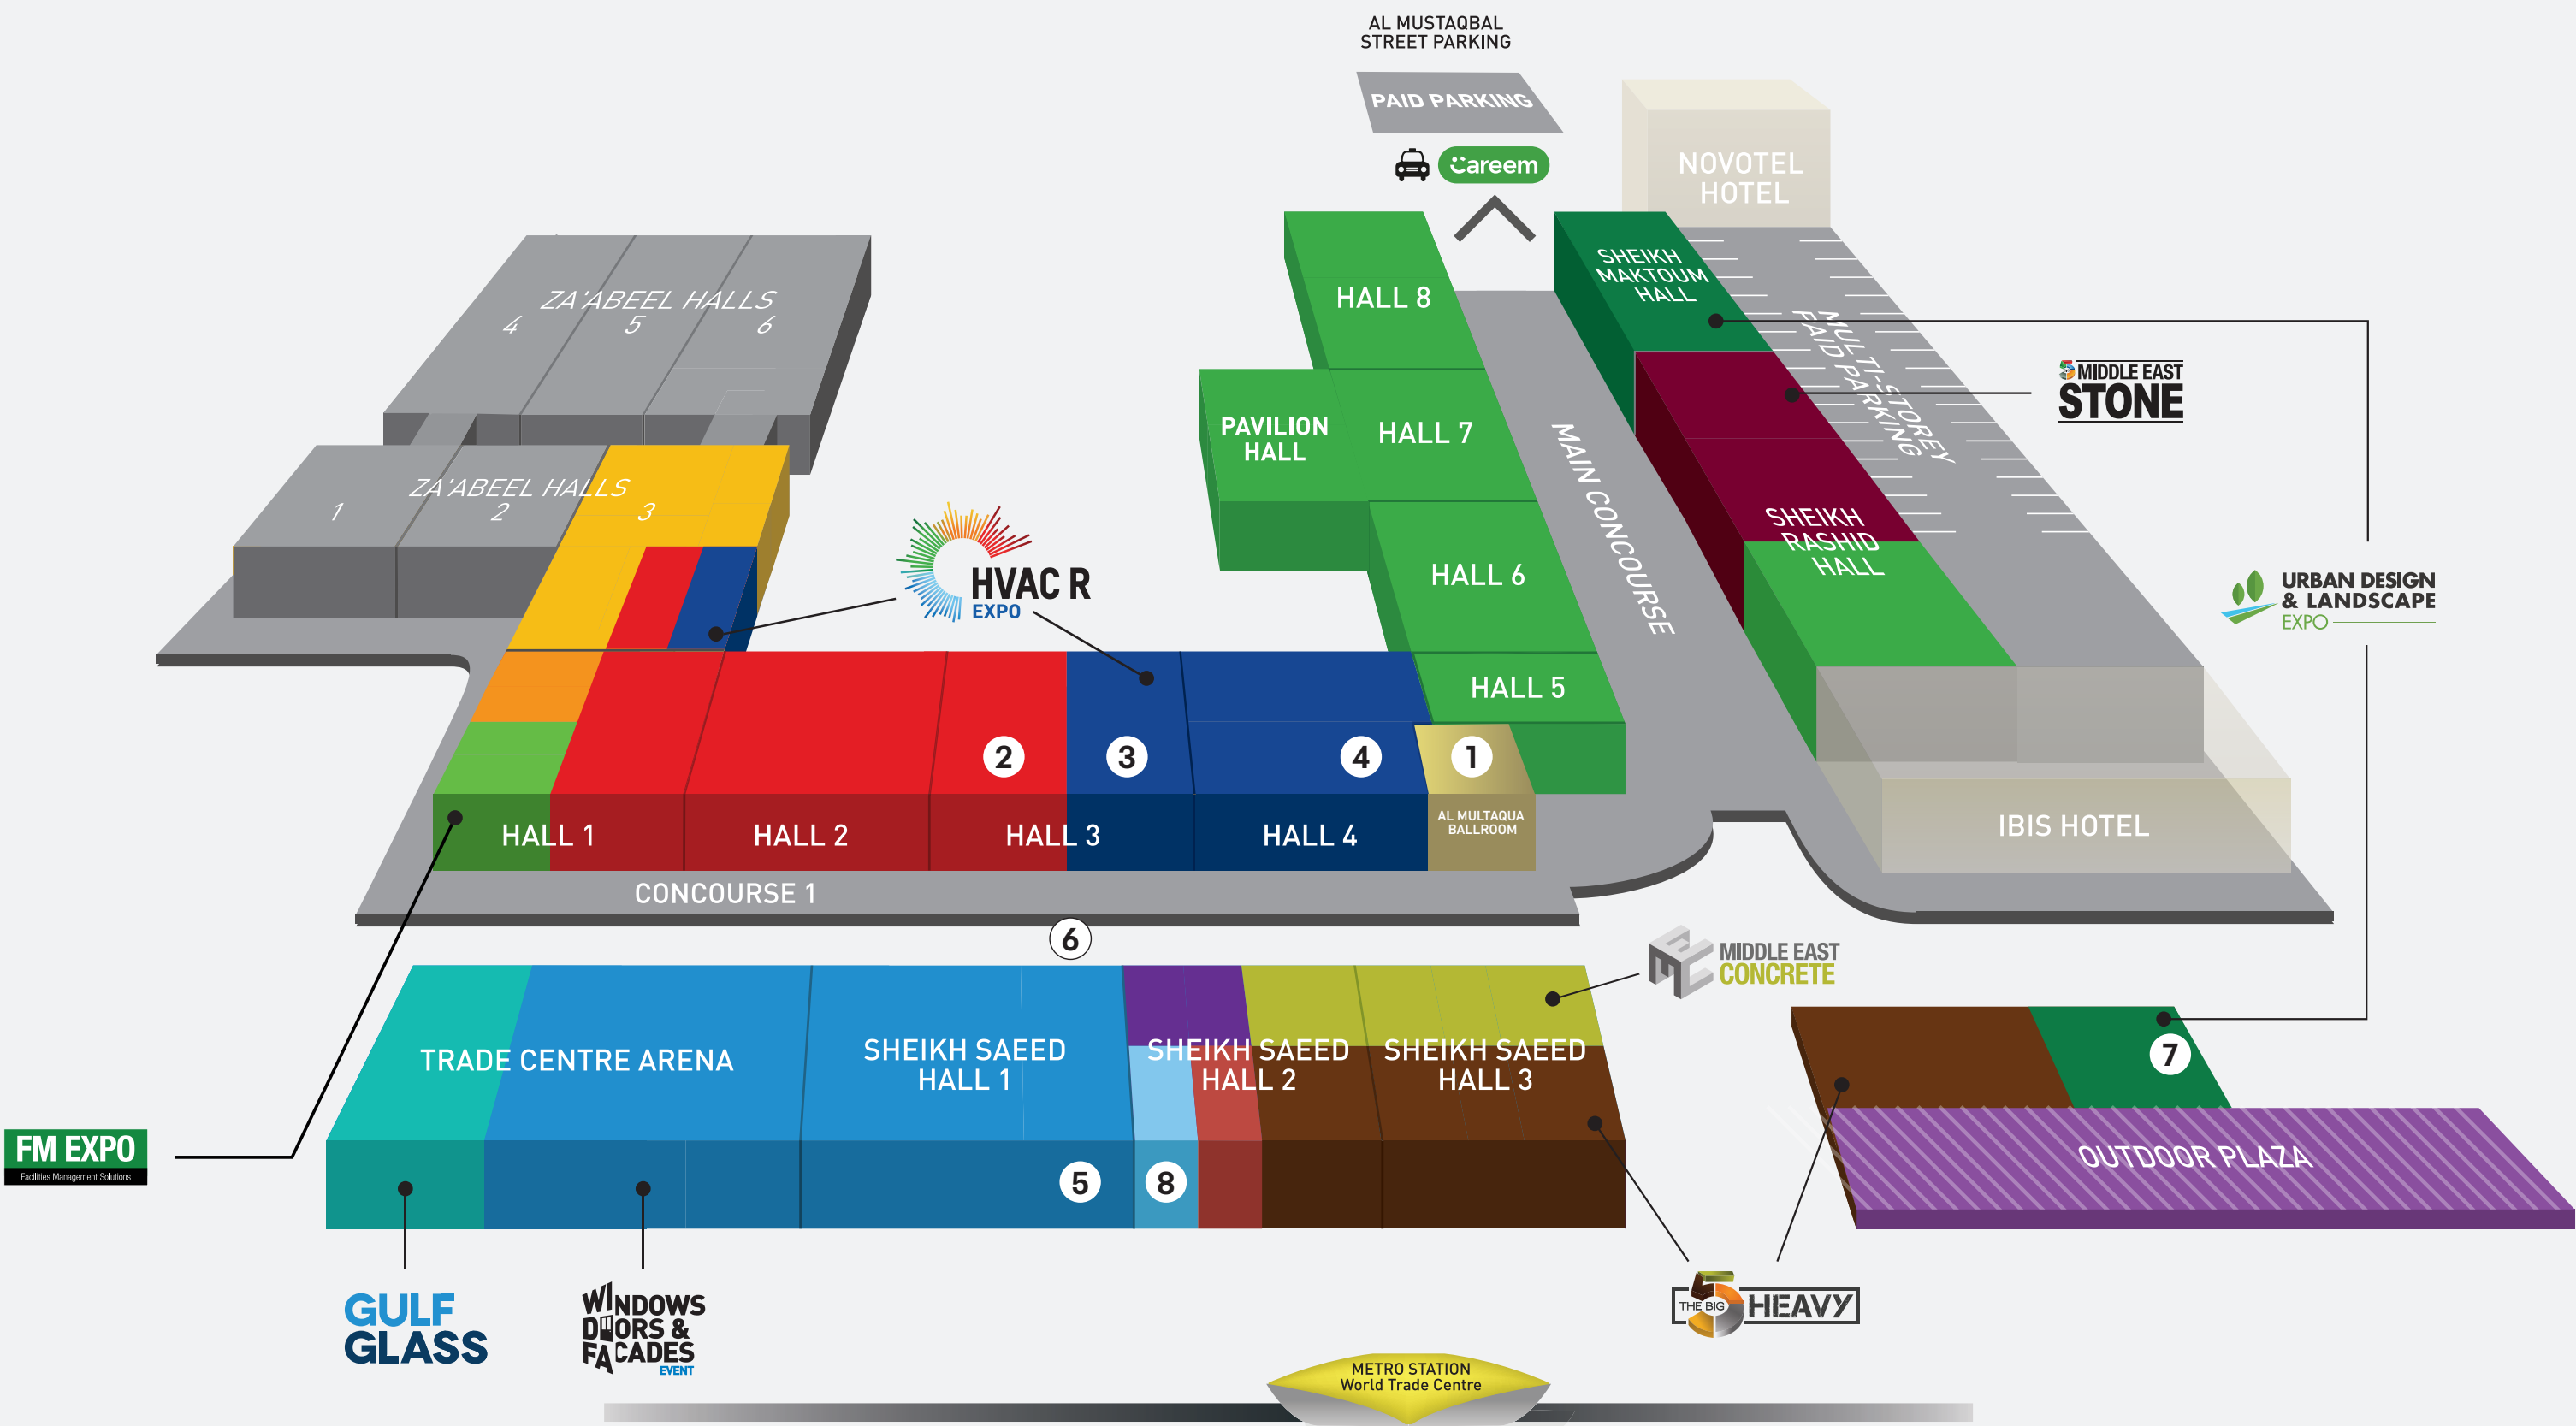 AL MUSTAQBAL
STREET PARKING
PAID PARKING
Careem
NOVOTEL
HOTEL
SHEIKH
MAKTOUM
HALL
MULTI-STOREY
PAID PARKING
MIDDLE EAST
STONE
ZA'ABEEL HALLS
4
5
6
ZA'ABEEL HALLS
1
2
3
HALL 8
PAVILION
HALL
HALL 7
HALL 6
HALL 5
MAIN CONCOURSE
SHEIKH
RASHID
HALL
HVAC R
EXPO
URBAN DESIGN
& LANDSCAPE
EXPO
2
3
4
1
HALL 1
HALL 2
HALL 3
HALL 4
AL MULTAQUA
BALLROOM
IBIS HOTEL
CONCOURSE 1
6
MEC
MIDDLE EAST
CONCRETE
TRADE CENTRE ARENA
SHEIKH SAEED
HALL 1
SHEIKH SAEED
HALL 2
SHEIKH SAEED
HALL 3
7
OUTDOOR PLAZA
FM EXPO
Facilities Management Solutions
5
8
GULF
GLASS
WINDOWS
DOORS &
FACADES
EVENT
THE BIG
5
HEAVY
METRO STATION
World Trade Centre